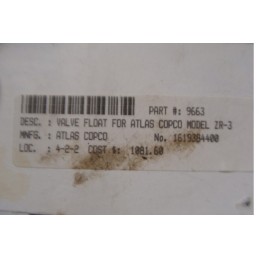 PART #: 9663
DESC. : VALVE FLOAT FOR ATLAS COPCO MODEL ZR-3
MNFG. : ATLAS COPCO No. 1615984400
LOC. : 4-2-2 COST $: 1081.60